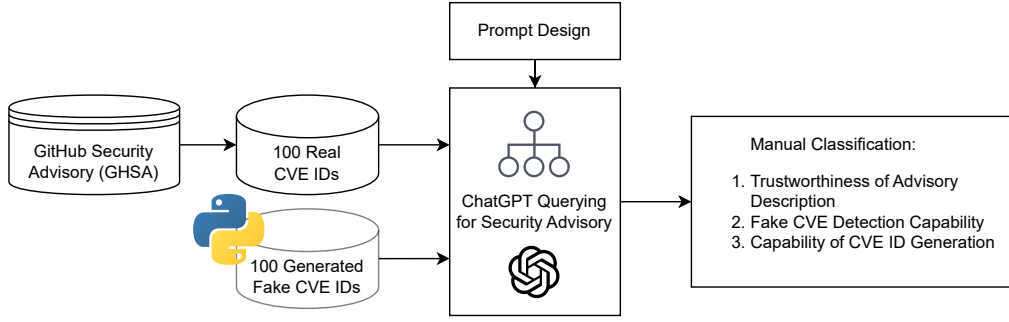 Prompt Design
GitHub Security
Advisory (GHSA)
100 Real
CVE IDs
100 Generated
Fake CVE IDs
ChatGPT Querying
for Security Advisory
Manual Classification:
1. Trustworthiness of Advisory
Description
2. Fake CVE Detection Capability
3. Capability of CVE ID Generation